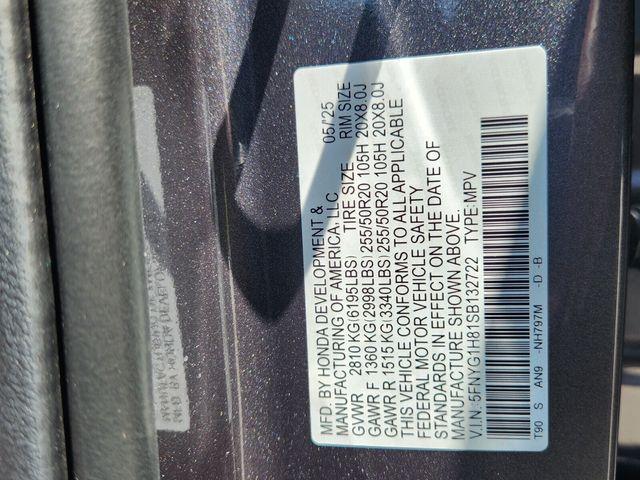 MFD. BY HONDA DEVELOPMENT &
MANUFACTURING OF AMERICA, LLC 05/'25
GVWR 2810 KG(6195LBS) TIRE SIZE RIM SIZE
GAWR F 1360 KG(2998LBS) 255/50R20 105H 20X8.0J
GAWR R 1515 KG(3340LBS) 255/50R20 105H 20X8.0J
THIS VEHICLE CONFORMS TO ALL APPLICABLE
FEDERAL MOTOR VEHICLE SAFETY
STANDARDS IN EFFECT ON THE DATE OF
MANUFACTURE SHOWN ABOVE.
V.I.N. 5FNYG1H81SB132722 TYPE:MPV
T90 S AN9 -NH797M -D -B